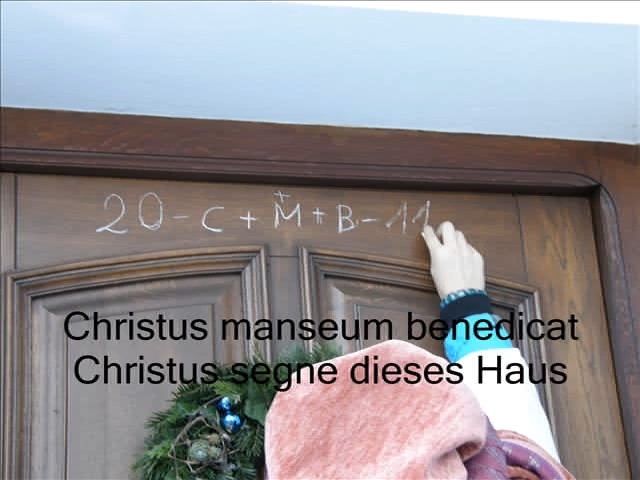 20 - C + M + B - 11
Christus manseum benedicat
Christus segne dieses Haus